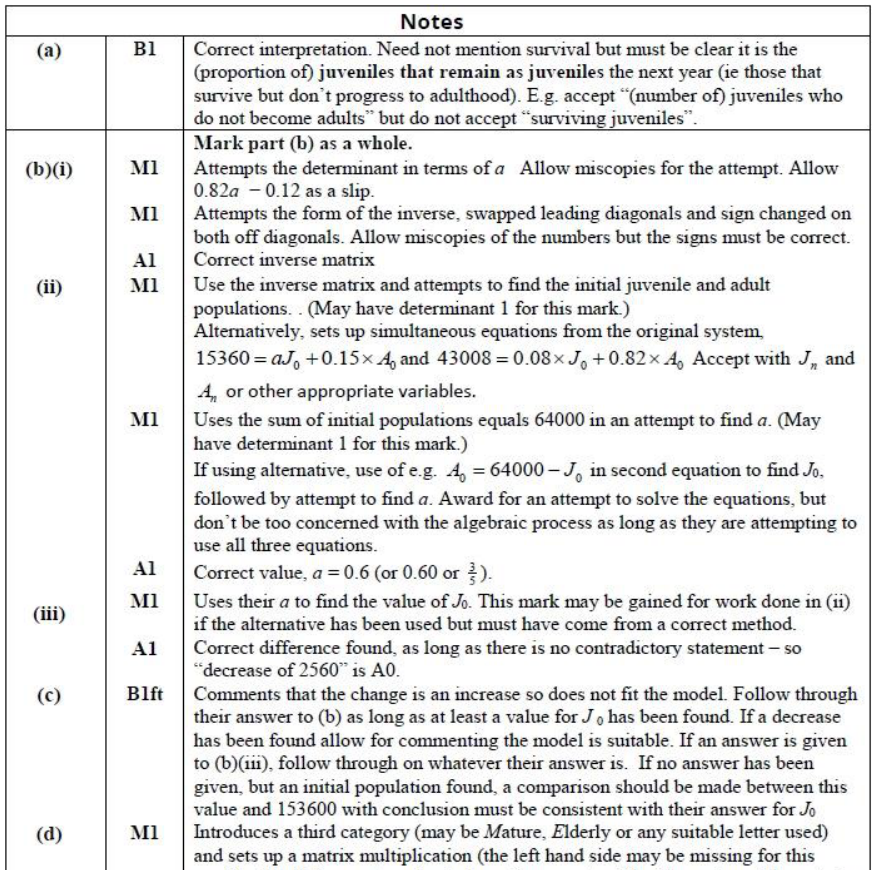 Notes
(a) B1 Correct interpretation. Need not mention survival but must be clear it is the
(proportion of) juveniles that remain as juveniles the next year (ie those that
survive but don't progress to adulthood). E.g. accept “(number of) juveniles who
do not become adults” but do not accept “surviving juveniles”.
Mark part (b) as a whole.
(b)(i) M1 Attempts the determinant in terms of a Allow miscopies for the attempt. Allow
0.82a − 0.12 as a slip.
M1 Attempts the form of the inverse, swapped leading diagonals and sign changed on
both off diagonals. Allow miscopies of the numbers but the signs must be correct.
A1 Correct inverse matrix
(ii) M1 Use the inverse matrix and attempts to find the initial juvenile and adult
populations. . (May have determinant 1 for this mark.)
Alternatively, sets up simultaneous equations from the original system,
15360 = aJ₀ + 0.15 × A₀ and 43008 = 0.08 × J₀ + 0.82 × A₀ Accept with Jₙ and
Aₙ or other appropriate variables.
M1 Uses the sum of initial populations equals 64000 in an attempt to find a. (May
have determinant 1 for this mark.)
If using alternative, use of e.g. A₀ = 64000 − J₀ in second equation to find J₀,
followed by attempt to find a. Award for an attempt to solve the equations, but
don't be too concerned with the algebraic process as long as they are attempting to
use all three equations.
A1 Correct value, a = 0.6 (or 0.60 or 3/5).
(iii) M1 Uses their a to find the value of J₀. This mark may be gained for work done in (ii)
if the alternative has been used but must have come from a correct method.
A1 Correct difference found, as long as there is no contradictory statement – so
“decrease of 2560” is A0.
(c) B1ft Comments that the change is an increase so does not fit the model. Follow through
their answer to (b) as long as at least a value for J₀ has been found. If a decrease
has been found allow for commenting the model is suitable. If an answer is given
to (b)(iii), follow through on whatever their answer is. If no answer has been
given, but an initial population found, a comparison should be made between this
value and 153600 with conclusion must be consistent with their answer for J₀
(d) M1 Introduces a third category (may be Mature, Elderly or any suitable letter used)
and sets up a matrix multiplication (the left hand side may be missing for this